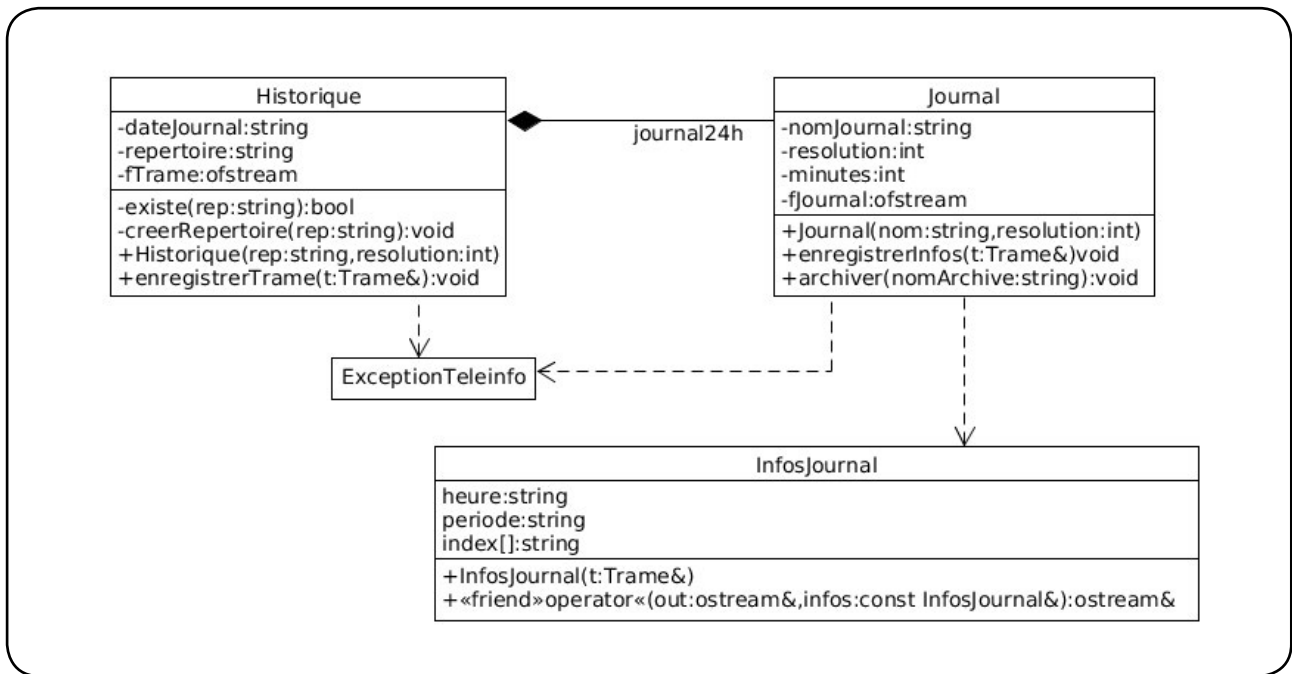 Historique
-dateJournal:string
-repertoire:string
-fTrame:ofstream
-existe(rep:string):bool
-creerRepertoire(rep:string):void
+Historique(rep:string,resolution:int)
+enregistrerTrame(t:Trame&):void
journal24h
Journal
-nomJournal:string
-resolution:int
-minutes:int
-fJournal:ofstream
+Journal(nom:string,resolution:int)
+enregistrerInfos(t:Trame&)void
+archiver(nomArchive:string):void
ExceptionTeleinfo
InfosJournal
heure:string
periode:string
index[]:string
+InfosJournal(t:Trame&)
+«friend»operator«(out:ostream&,infos:const InfosJournal&):ostream&